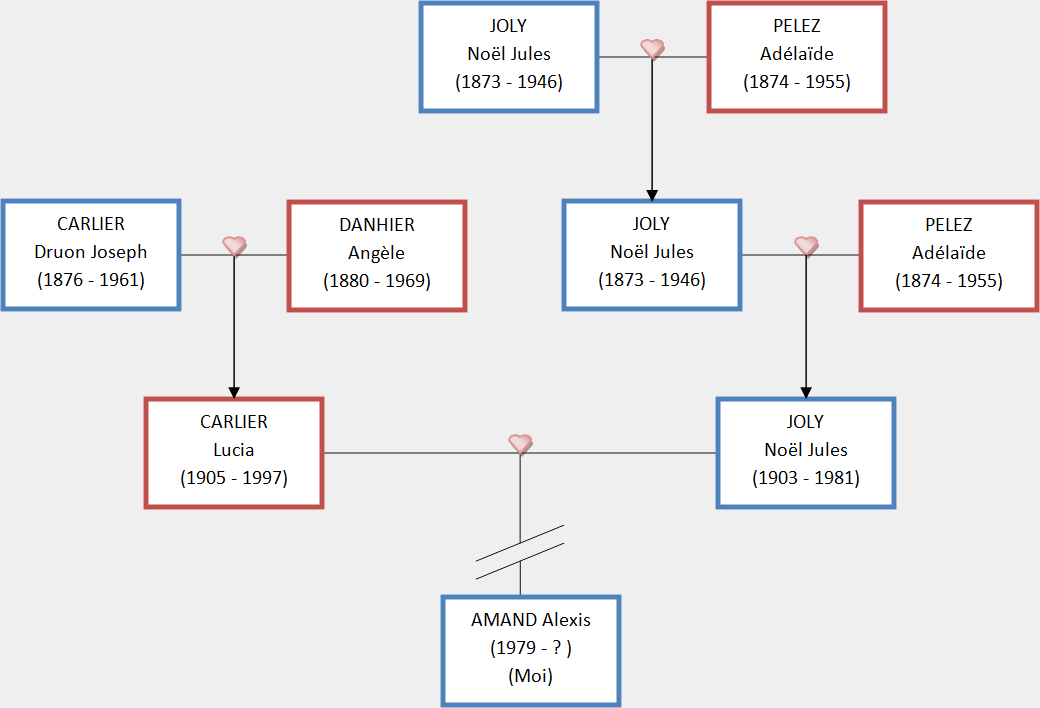 JOLY
Noël Jules
(1873 - 1946)
PELEZ
Adélaïde
(1874 - 1955)
CARLIER
Druon Joseph
(1876 - 1961)
DANHIER
Angèle
(1880 - 1969)
JOLY
Noël Jules
(1873 - 1946)
PELEZ
Adélaïde
(1874 - 1955)
CARLIER
Lucia
(1905 - 1997)
JOLY
Noël Jules
(1903 - 1981)
AMAND Alexis
(1979 - ? )
(Moi)